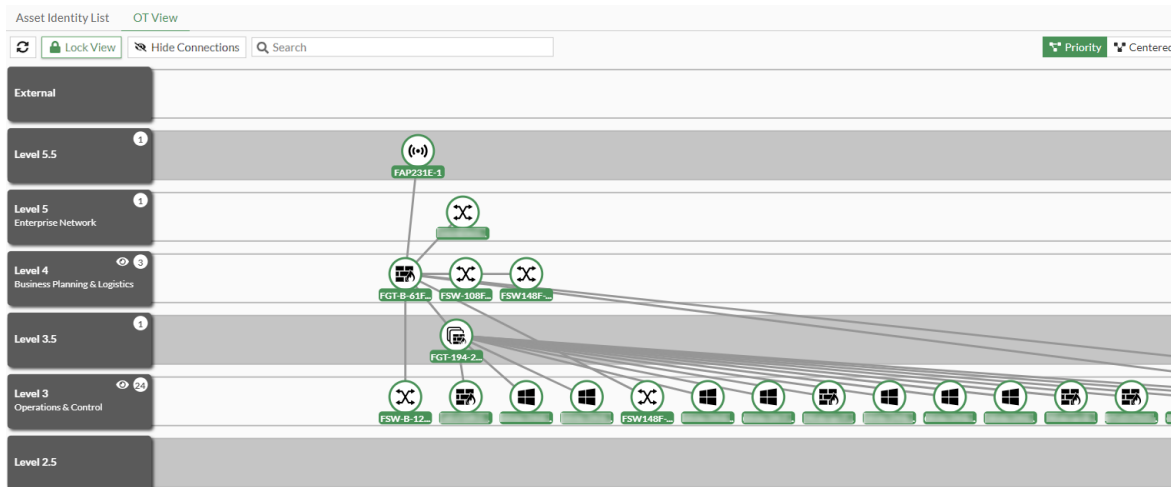 Asset Identity List OT View
Lock View Hide Connections Search Priority Centered
External
Level 5.5 1
FAP231E-1
Level 5 1
Enterprise Network
Level 4 3
Business Planning & Logistics
FGT-B-61F... FSW-108F... FSW148F-...
Level 3.5 1
FGT-194-2...
Level 3 24
Operations & Control
FSW-B-12... FSW148F-...
Level 2.5